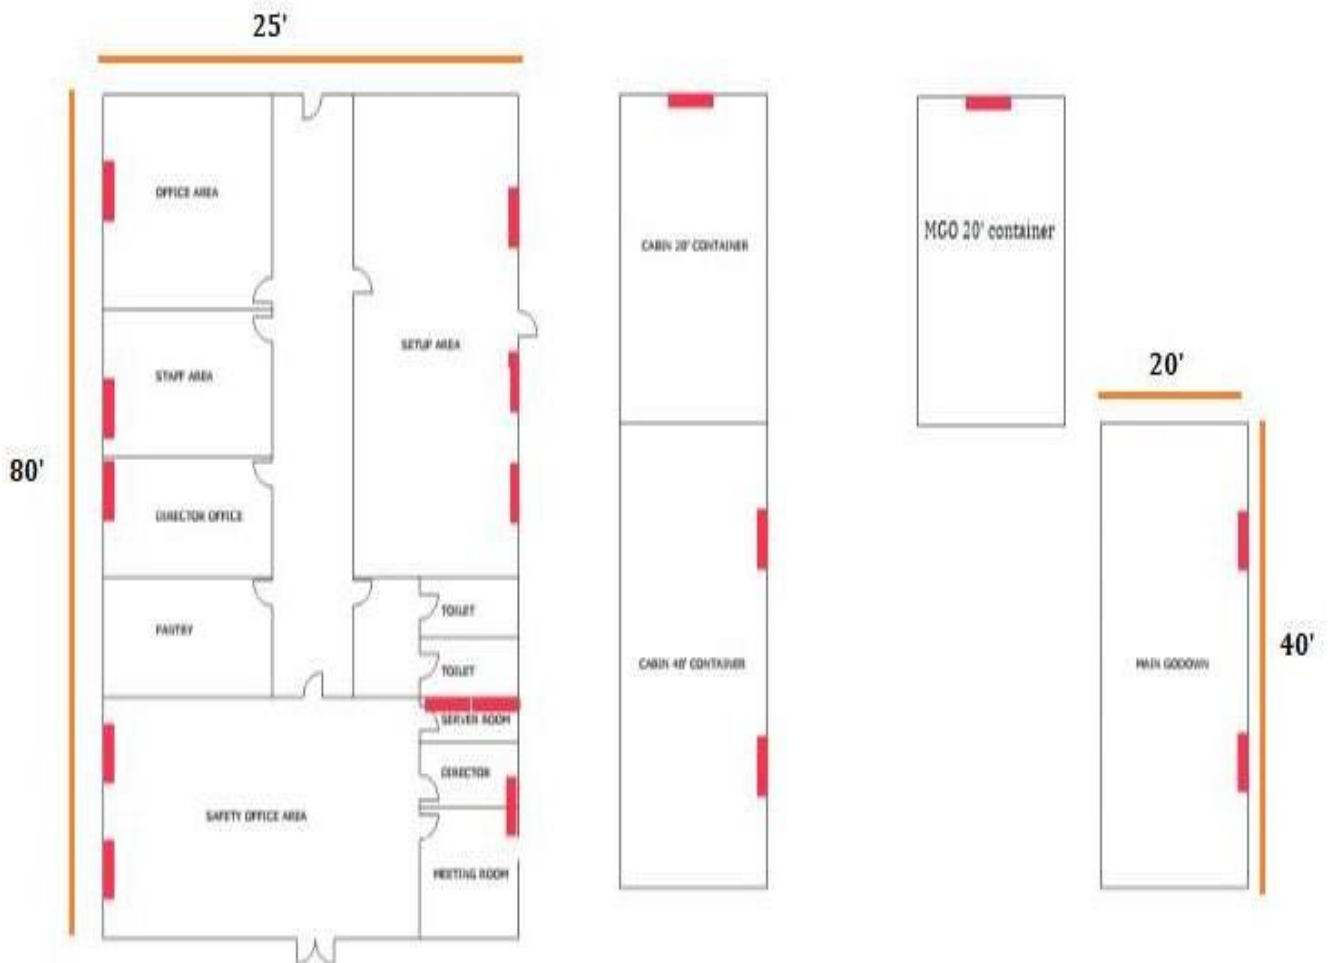 25'
OFFICE AREA
CABIN 20' CONTAINER
MGO 20' container
SETUP AREA
STAFF AREA
20'
80'
DIRECTOR OFFICE
TOILET
PANTRY
TOILET
CABIN 40' CONTAINER
MAIN GODOWN
40'
SERVER ROOM
DIRECTOR
SAFETY OFFICE AREA
MEETING ROOM